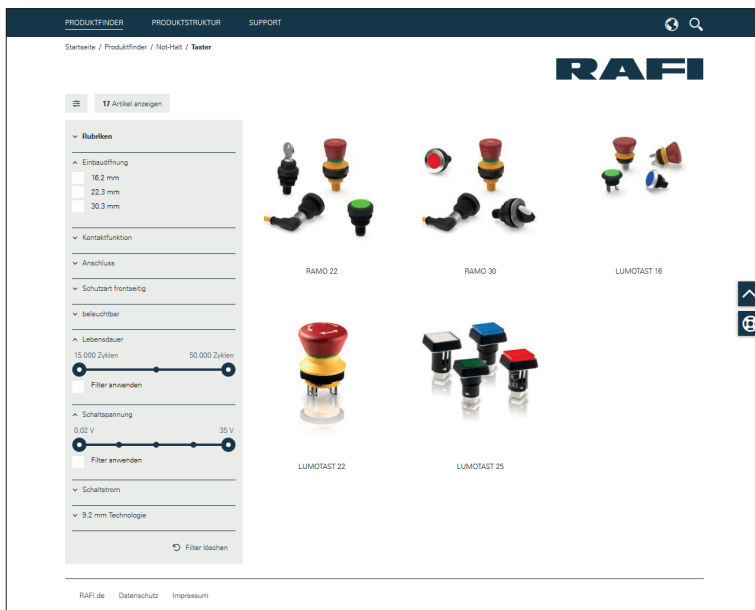 PRODUKTFINDER PRODUKTSTRUKTUR SUPPORT
Startseite / Produktfinder / Not-Halt / Taster
RAFI
17 Artikel anzeigen
Rubriken
Einbauöffnung
16,2 mm
22,3 mm
30,3 mm
Kontaktfunktion
Anschluss
Schutzart frontseitig
beleuchtbar
Lebensdauer
15.000 Zyklen 50.000 Zyklen
Filter anwenden
Schaltspannung
0,02 V 35 V
Filter anwenden
Schaltstrom
9.2 mm Technologie
Filter löschen
RAMO 22 RAMO 30 LUMOTAST 16
LUMOTAST 22 LUMOTAST 25
RAFI.de Datenschutz Impressum